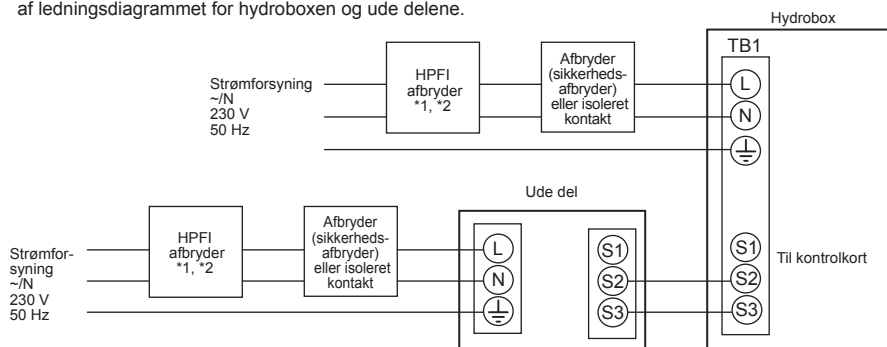 af ledningsdiagrammet for hydroboxen og ude delene.
Hydrobox
TB1
Strømforsyning
~/N
230 V
50 Hz
HPFI
afbryder
*1, *2
Afbryder
(sikkerheds-
afbryder)
eller isoleret
kontakt
L
N
Ude del
Strømfor-
syning
~/N
230 V
50 Hz
HPFI
afbryder
*1, *2
Afbryder
(sikkerheds-
afbryder)
eller isoleret
kontakt
L
N
S1
S2
S3
S1
S2
S3
Til kontrolkort